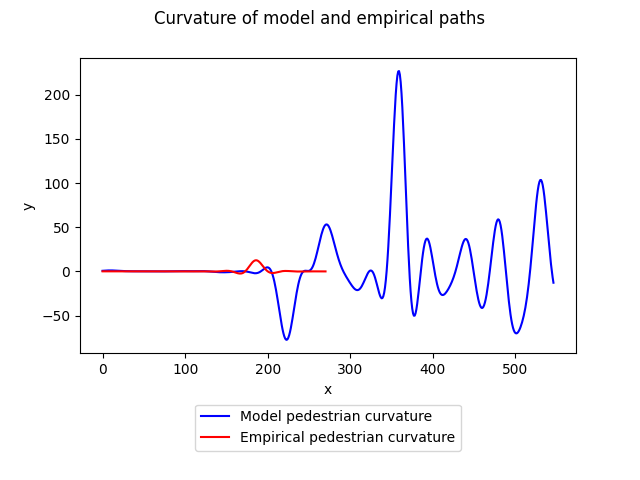 Curvature of model and empirical paths
y
200
150
100
50
0
−50
0 100 200 300 400 500
x
Model pedestrian curvature
Empirical pedestrian curvature